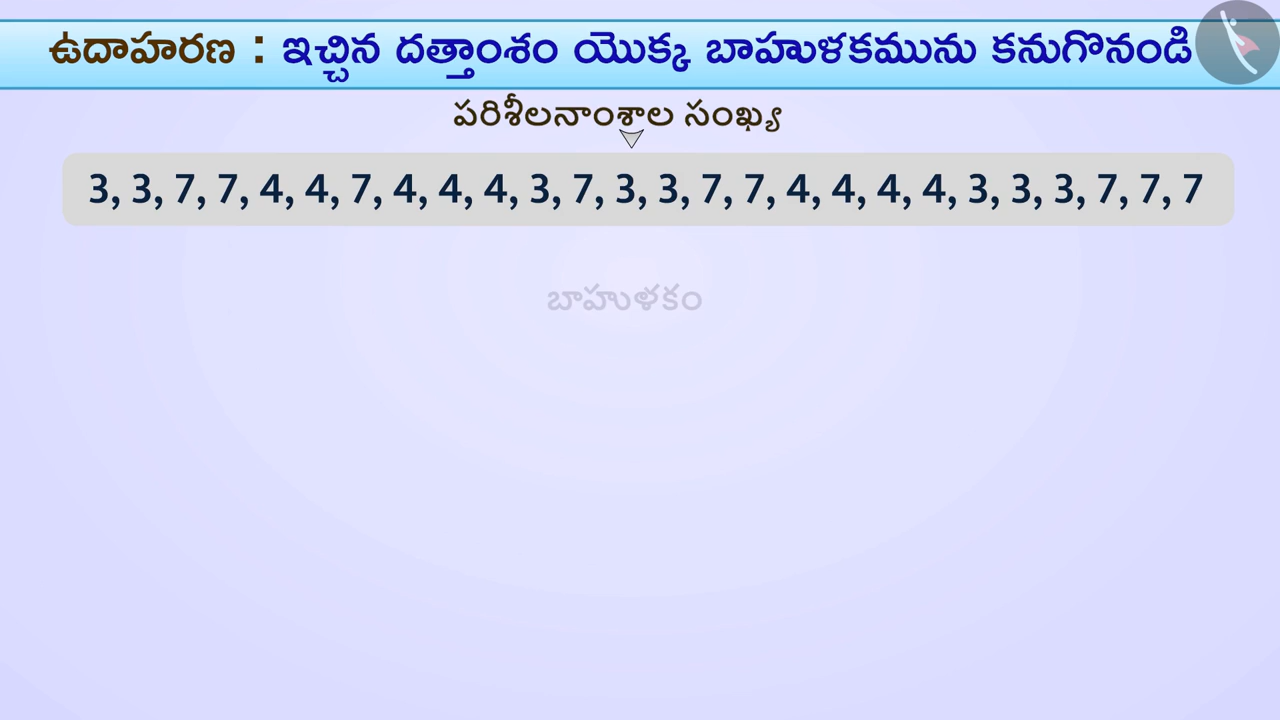 ఉదాహరణ : ఇచ్చిన దత్తాంశం యొక్క బాహుళకమును కనుగొనండి
పరిశీలనాంశాల సంఖ్య
3, 3, 7, 7, 4, 4, 7, 4, 4, 4, 3, 7, 3, 3, 7, 7, 4, 4, 4, 4, 3, 3, 3, 7, 7, 7
బాహుళకం